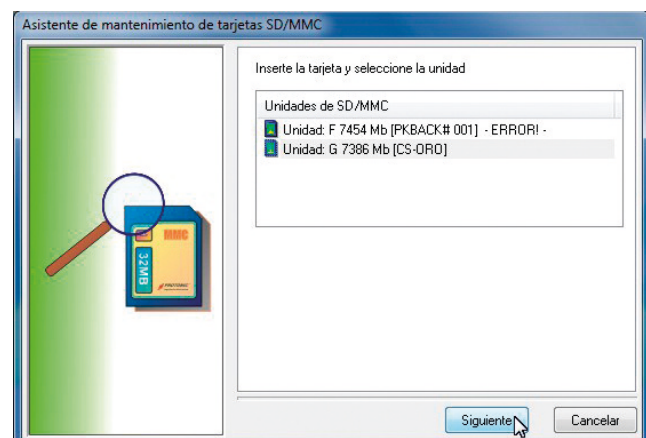 Asistente de mantenimiento de tarjetas SD/MMC
Inserte la tarjeta y seleccione la unidad
Unidades de SD/MMC
Unidad: F 7454 Mb [PKBACK# 001] - ERROR! -
Unidad: G 7386 Mb [CS-ORO]
MMC
32MB
Siguiente
Cancelar